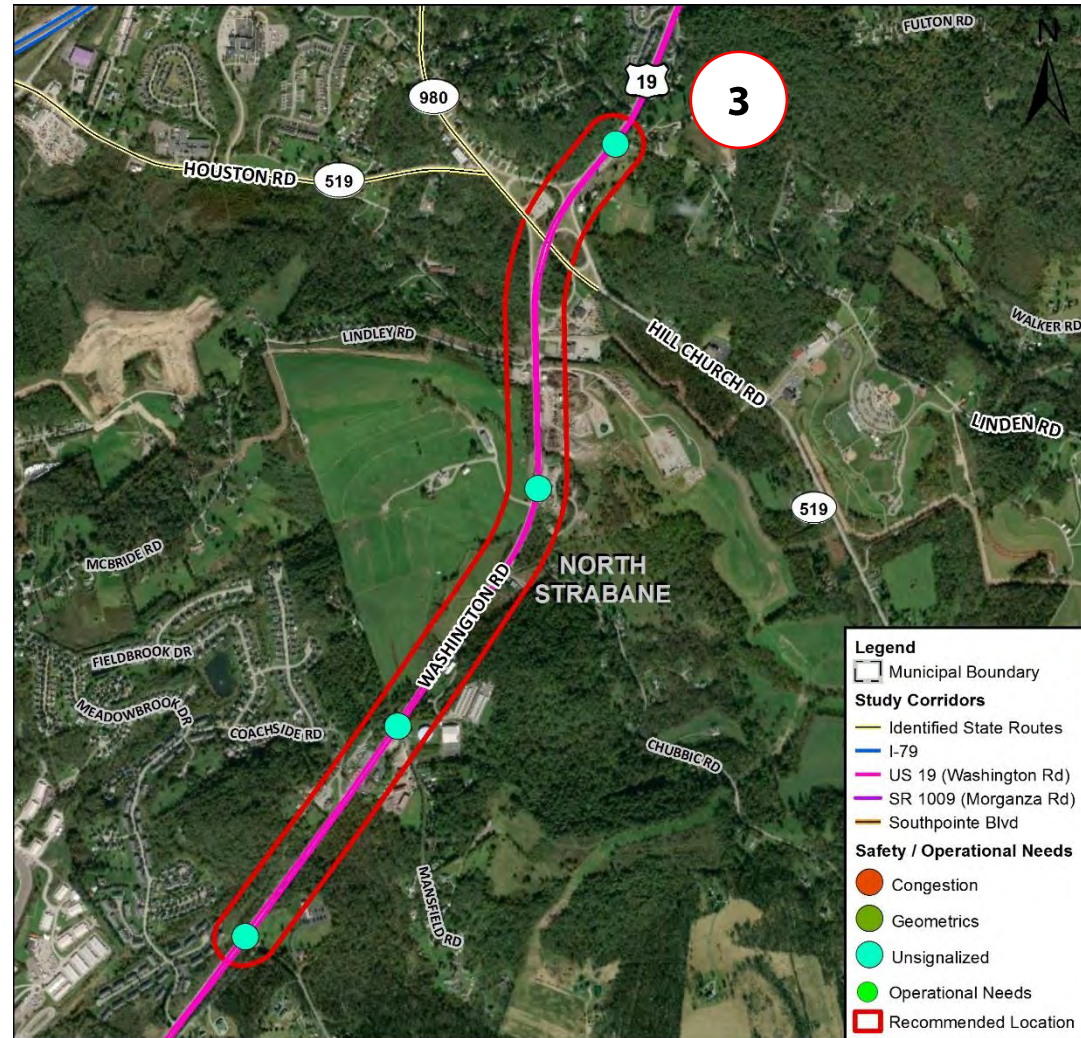 FULTON RD
N
19
3
980
HOUSTON RD
519
LINDLEY RD
HILL CHURCH RD
WALKER RD
LINDEN RD
519
MCBRIDE RD
NORTH
STRABANE
WASHINGTON RD
FIELDBROOK DR
MEADOWBROOK DR
COACHSIDE RD
CHUBBIC RD
MANSFIELD RD
Legend
Municipal Boundary
Study Corridors
Identified State Routes
I-79
US 19 (Washington Rd)
SR 1009 (Morganza Rd)
Southpointe Blvd
Safety / Operational Needs
Congestion
Geometrics
Unsignalized
Operational Needs
Recommended Location